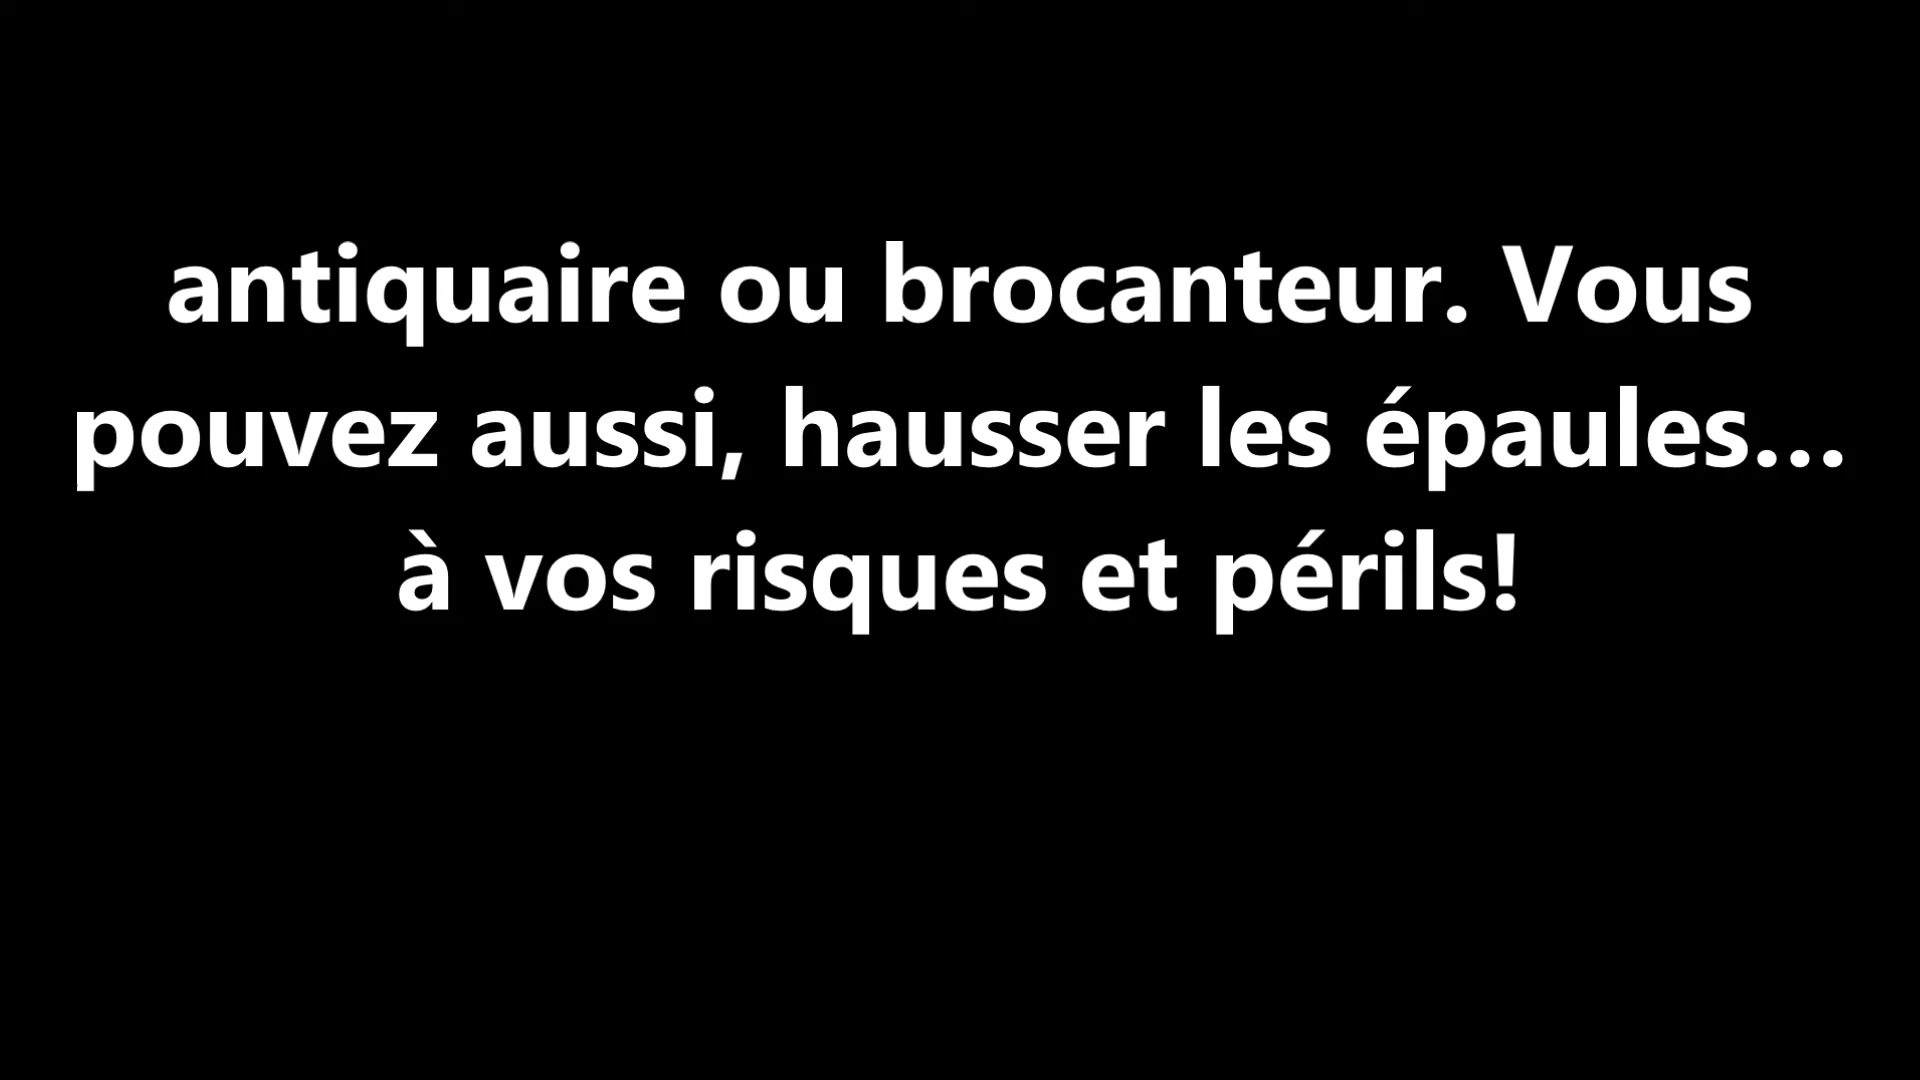 antiquaire ou brocanteur. Vous
pouvez aussi, hausser les épaules...
à vos risques et périls!